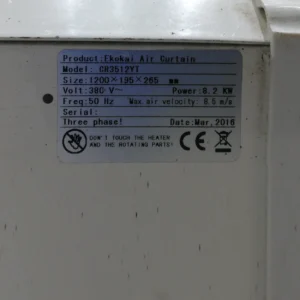 Product: Ekokai Air Curtain
Model: GR3512YT
Size: 1200×135×265 mm
Volt: 380 V~ Power: 8.2 KW
Freq: 50 Hz Max. air velocity: 8.5 m/s
Serial:
Three phase! Date: Mar, 2016
DON'T TOUCH THE HEATER
AND THE ROTATING PARTS!
CE